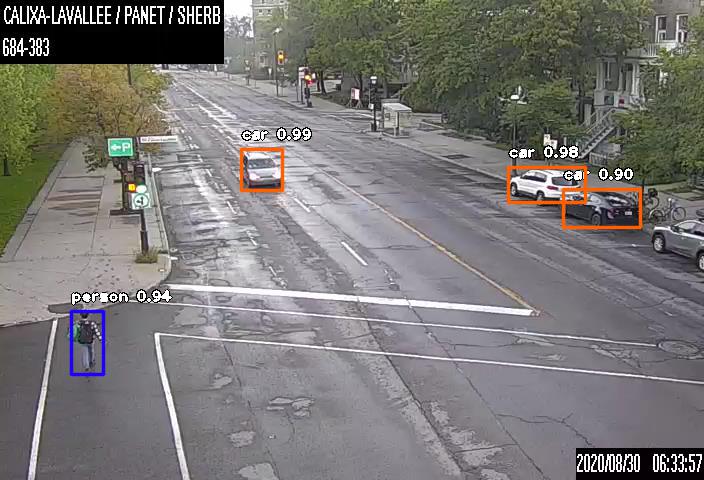 CALIXA-LAVALLEE / PANET / SHERB
684-383
car 0.99
car 0.98
car 0.90
←P
person 0.94
2020/08/30 06:33:57